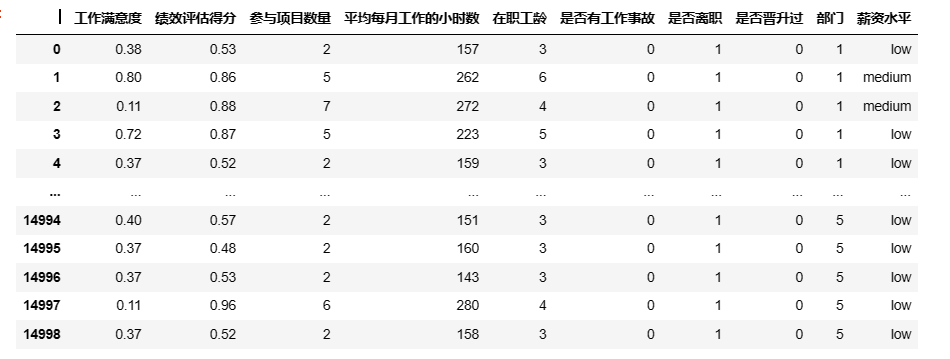 工作满意度 绩效评估得分 参与项目数量 平均每月工作的小时数 在职工龄 是否有工作事故 是否离职 是否晋升过 部门 薪资水平
0 0.38 0.53 2 157 3 0 1 0 1 low
1 0.80 0.86 5 262 6 0 1 0 1 medium
2 0.11 0.88 7 272 4 0 1 0 1 medium
3 0.72 0.87 5 223 5 0 1 0 1 low
4 0.37 0.52 2 159 3 0 1 0 1 low
... ... ... ... ... ... ... ... ... ... ...
14994 0.40 0.57 2 151 3 0 1 0 5 low
14995 0.37 0.48 2 160 3 0 1 0 5 low
14996 0.37 0.53 2 143 3 0 1 0 5 low
14997 0.11 0.96 6 280 4 0 1 0 5 low
14998 0.37 0.52 2 158 3 0 1 0 5 low